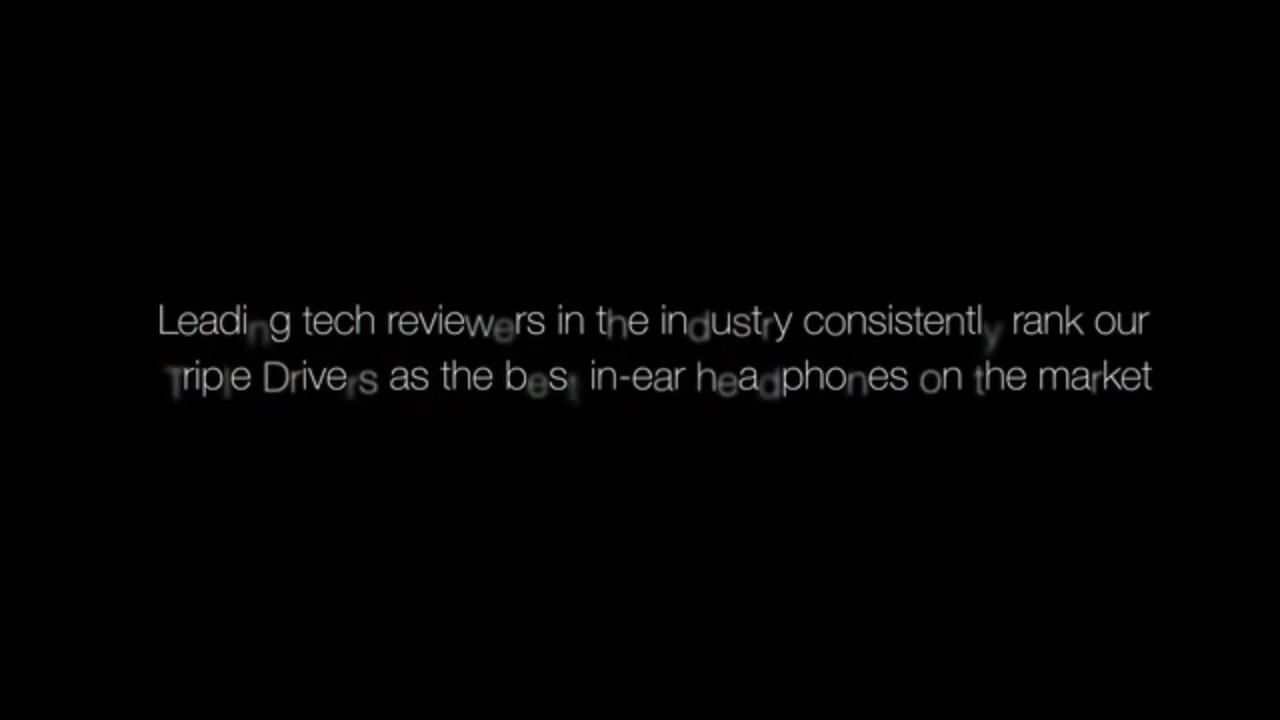 Leading tech reviewers in the industry consistently rank our
Triple Drivers as the best in-ear headphones on the market